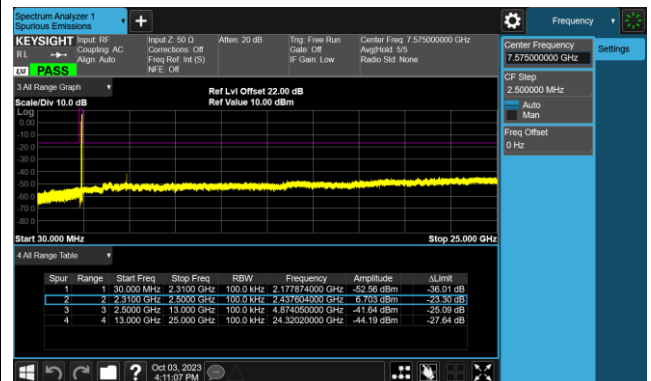 Spectrum Analyzer 1
Spurious Emissions
Frequency
KEYSIGHT Input: RF Input Z: 50 Ω Atten: 20 dB Trig: Free Run Center Freq: 7.575000000 GHz
RL Coupling: AC Corrections: Off Gate: Off Avg|Hold: 5/5
Align: Auto Freq Ref: Int (S) IF Gain: Low Radio Std: None
LXI PASS NFE: Off
Center Frequency
7.575000000 GHz
Settings
CF Step
2.500000 MHz
Auto
Man
Freq Offset
0 Hz
3 All Range Graph
Ref Lvl Offset 22.00 dB
Scale/Div 10.0 dB Ref Value 10.00 dBm
Log
0.00
-10.0
-20.0
-30.0
-40.0
-50.0
-60.0
-70.0
-80.0
Start 30.000 MHz Stop 25.000 GHz
4 All Range Table
Spur Range Start Freq Stop Freq RBW Frequency Amplitude ΔLimit
1 1 30.000 MHz 2.3100 GHz 100.0 kHz 2.177874000 GHz -52.56 dBm -36.01 dB
2 2 2.3100 GHz 2.5000 GHz 100.0 kHz 2.437604000 GHz 6.703 dBm -23.30 dB
3 3 2.5000 GHz 13.000 GHz 100.0 kHz 4.874050000 GHz -41.64 dBm -25.09 dB
4 4 13.000 GHz 25.000 GHz 100.0 kHz 24.32020000 GHz -44.19 dBm -27.64 dB
? Oct 03, 2023
4:11:07 PM